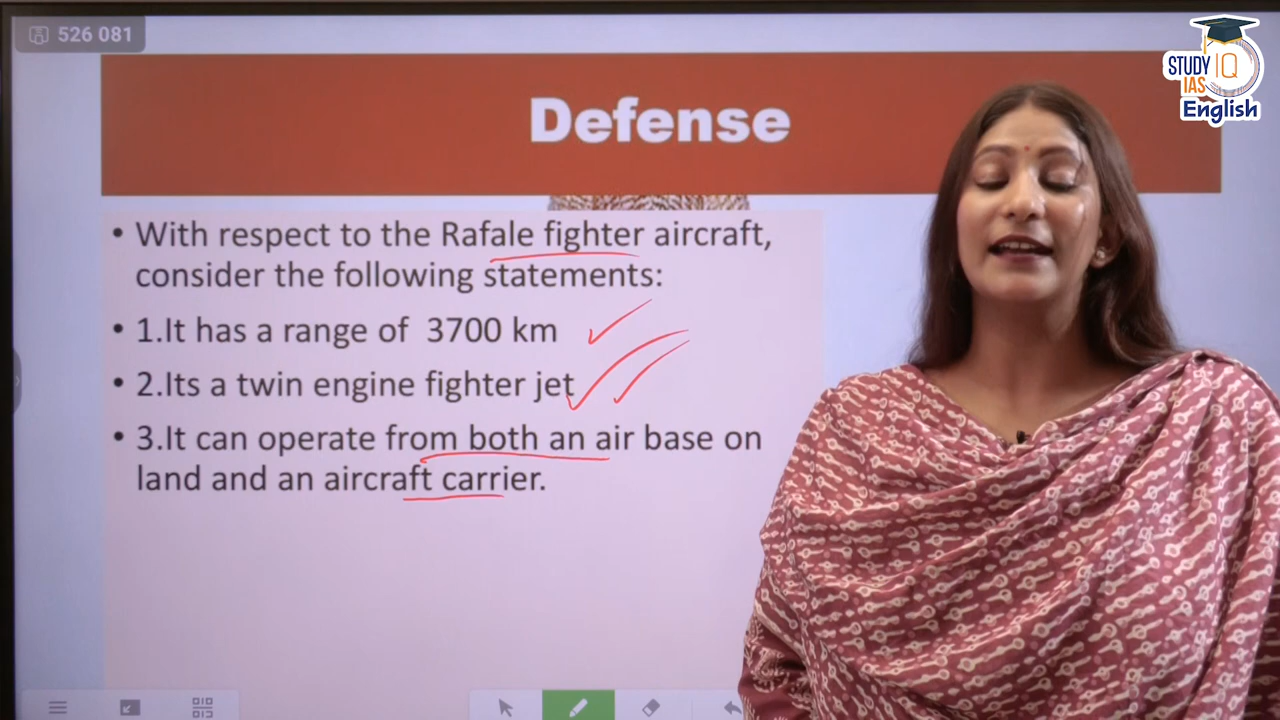 526 081
STUDY IQ
IAS
English
Defense
• With respect to the Rafale fighter aircraft,
consider the following statements:
• 1.It has a range of  3700 km
• 2.Its a twin engine fighter jet
• 3.It can operate from both an air base on
land and an aircraft carrier.